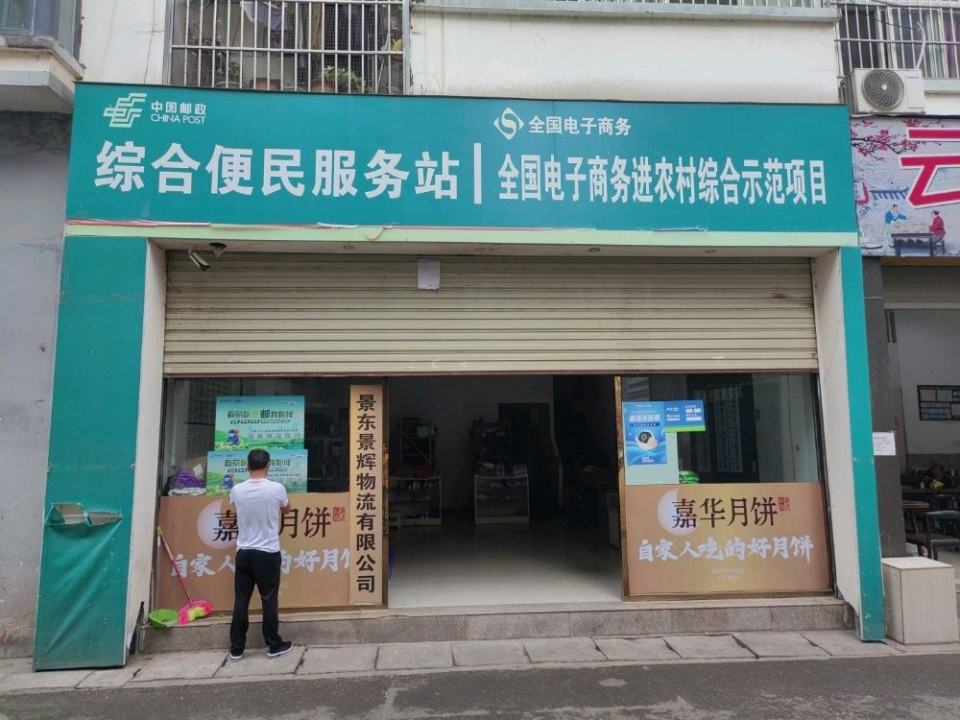 中国邮政
CHINA POST
全国电子商务
综合便民服务站
全国电子商务进农村综合示范项目
云
景东景辉物流有限公司
嘉 月饼
自家人 的好月饼
嘉华月饼
自家人吃的好月饼